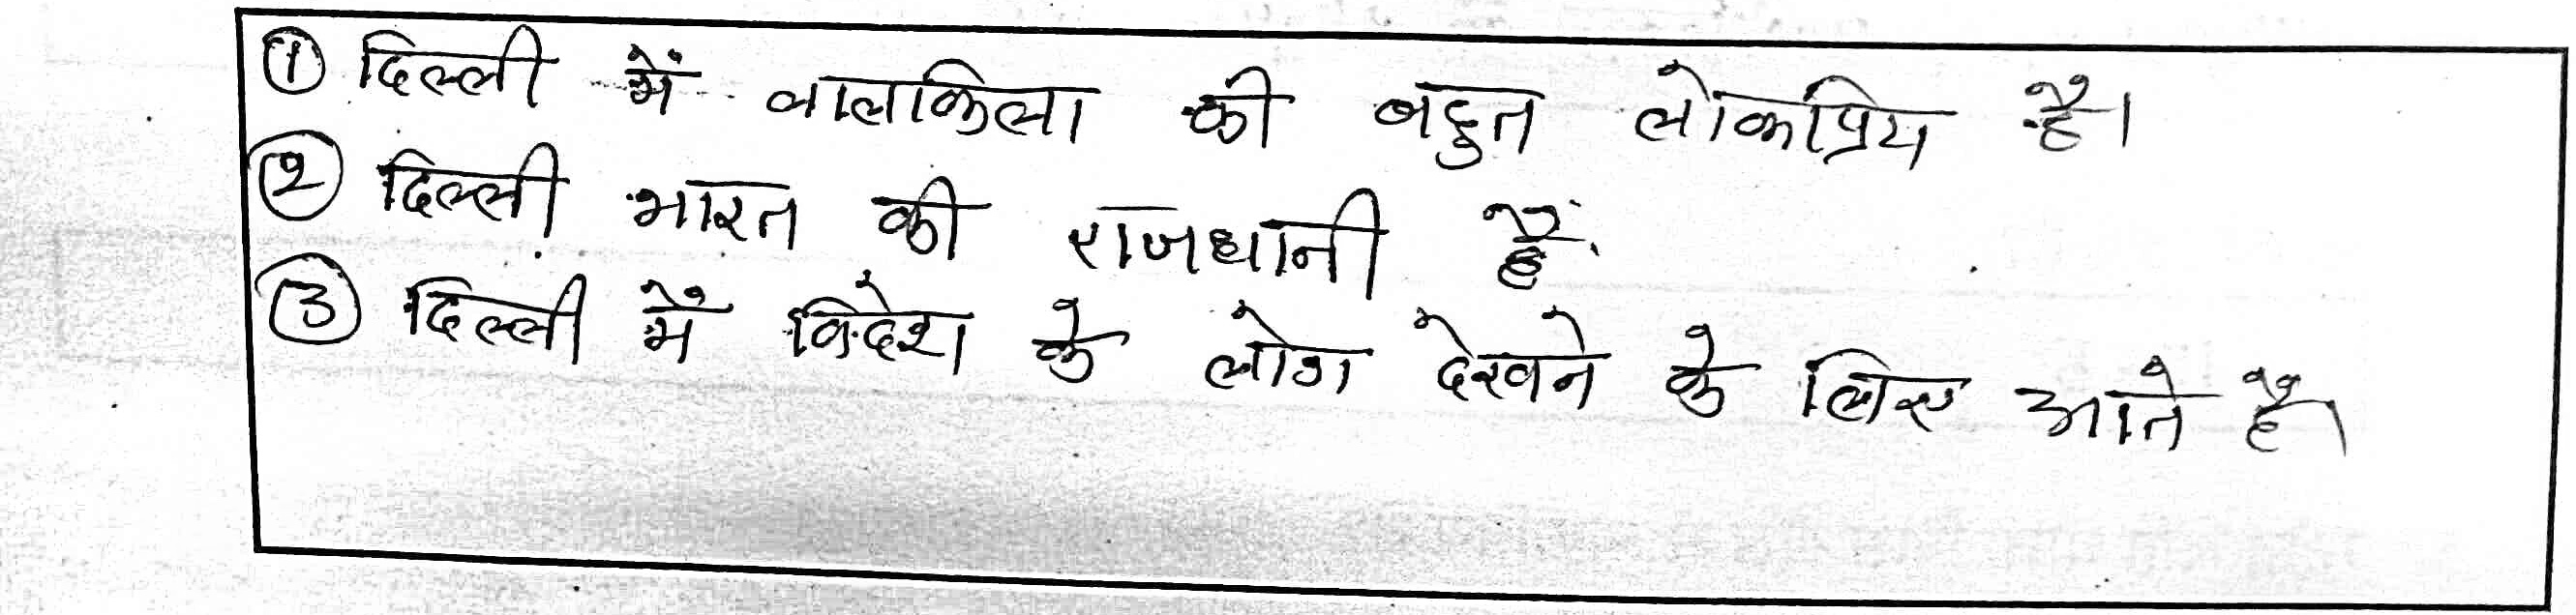 ① दिल्ली में लालकिला की बहुत लोकप्रिय है।
② दिल्ली भारत की राजधानी हैं
③ दिल्ली में विदेश के लोग देखने के लिए आते है।